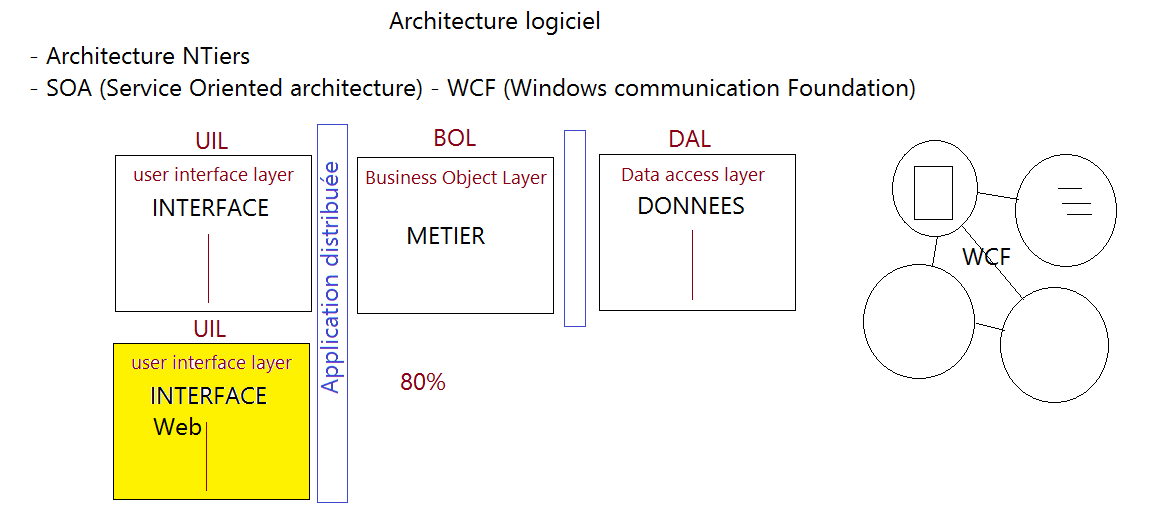 Architecture logiciel
- Architecture NTiers
- SOA (Service Oriented architecture) - WCF (Windows communication Foundation)
UIL
user interface layer
INTERFACE
Application distribuée
BOL
Business Object Layer
METIER
DAL
Data access layer
DONNEES
WCF
UIL
user interface layer
INTERFACE
Web
80%